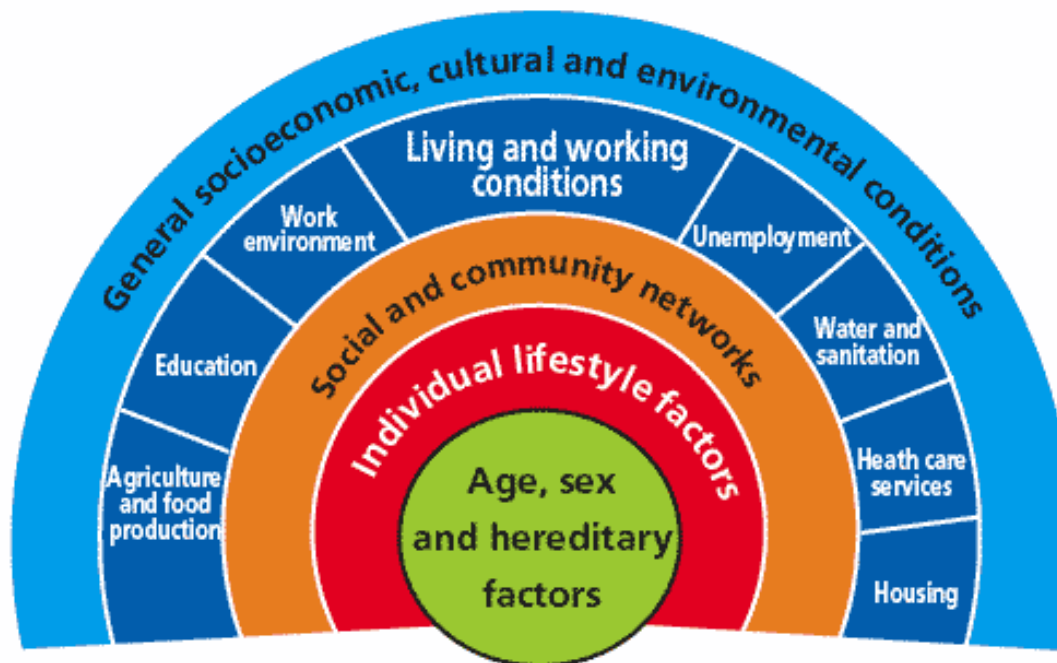 General socioeconomic, cultural and environmental conditions
Living and working
conditions
Work
environment
Unemployment
Education
Water and
sanitation
Agriculture
and food
production
Heath care
services
Housing
Social and community networks
Individual lifestyle factors
Age, sex
and hereditary
factors